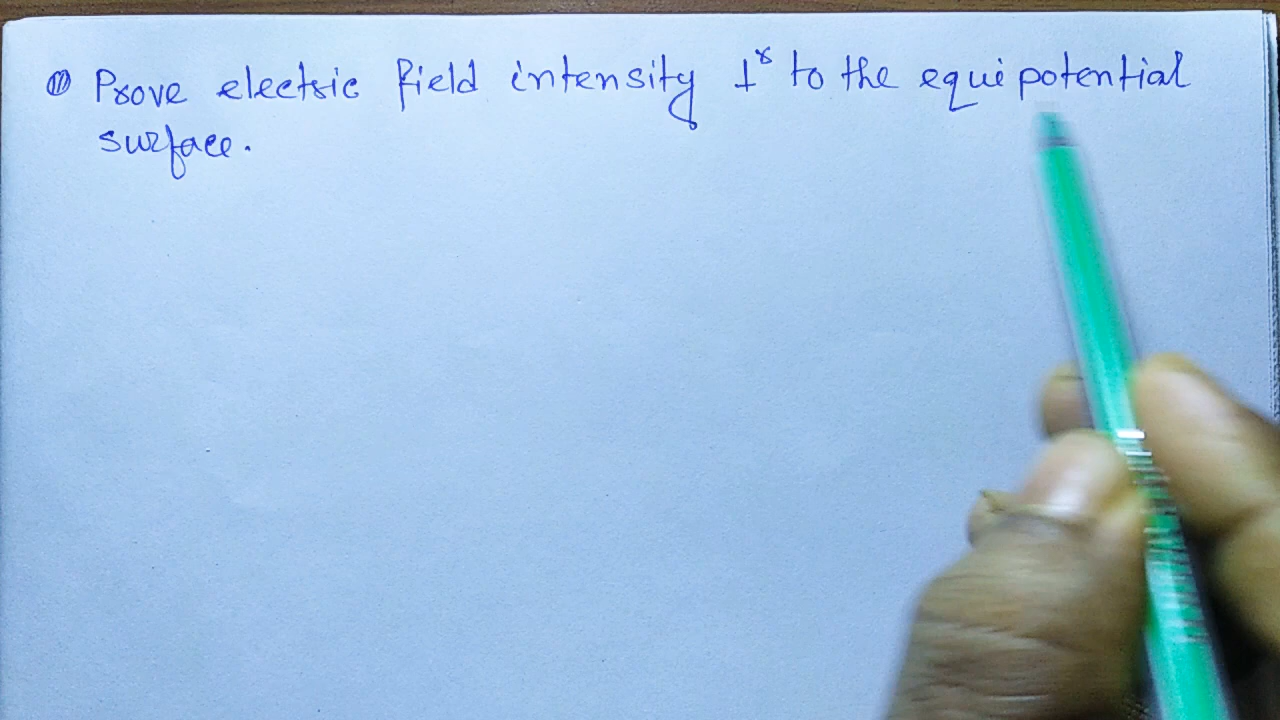 ⑪ Prove electric field intensity ⊥ʳ to the equipotential
surface.